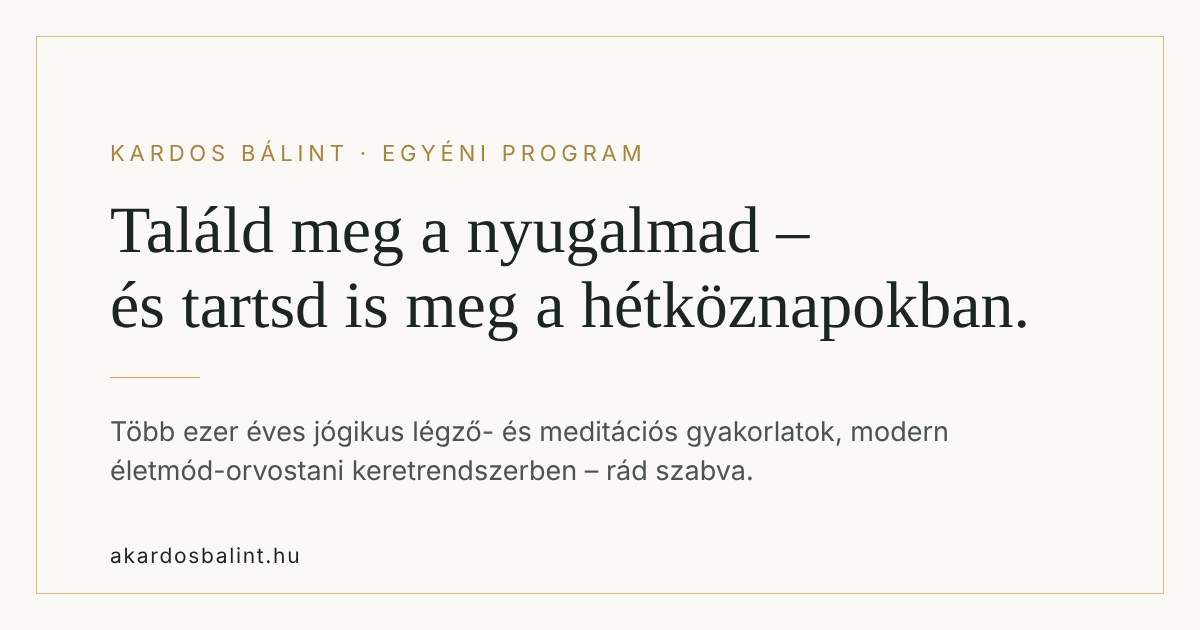 KARDOS BÁLINT · EGYÉNI PROGRAM
Találd meg a nyugalmad –
és tartsd is meg a hétköznapokban.
Több ezer éves jógikus légző- és meditációs gyakorlatok, modern
életmód-orvostani keretrendszerben – rád szabva.
akardosbalint.hu